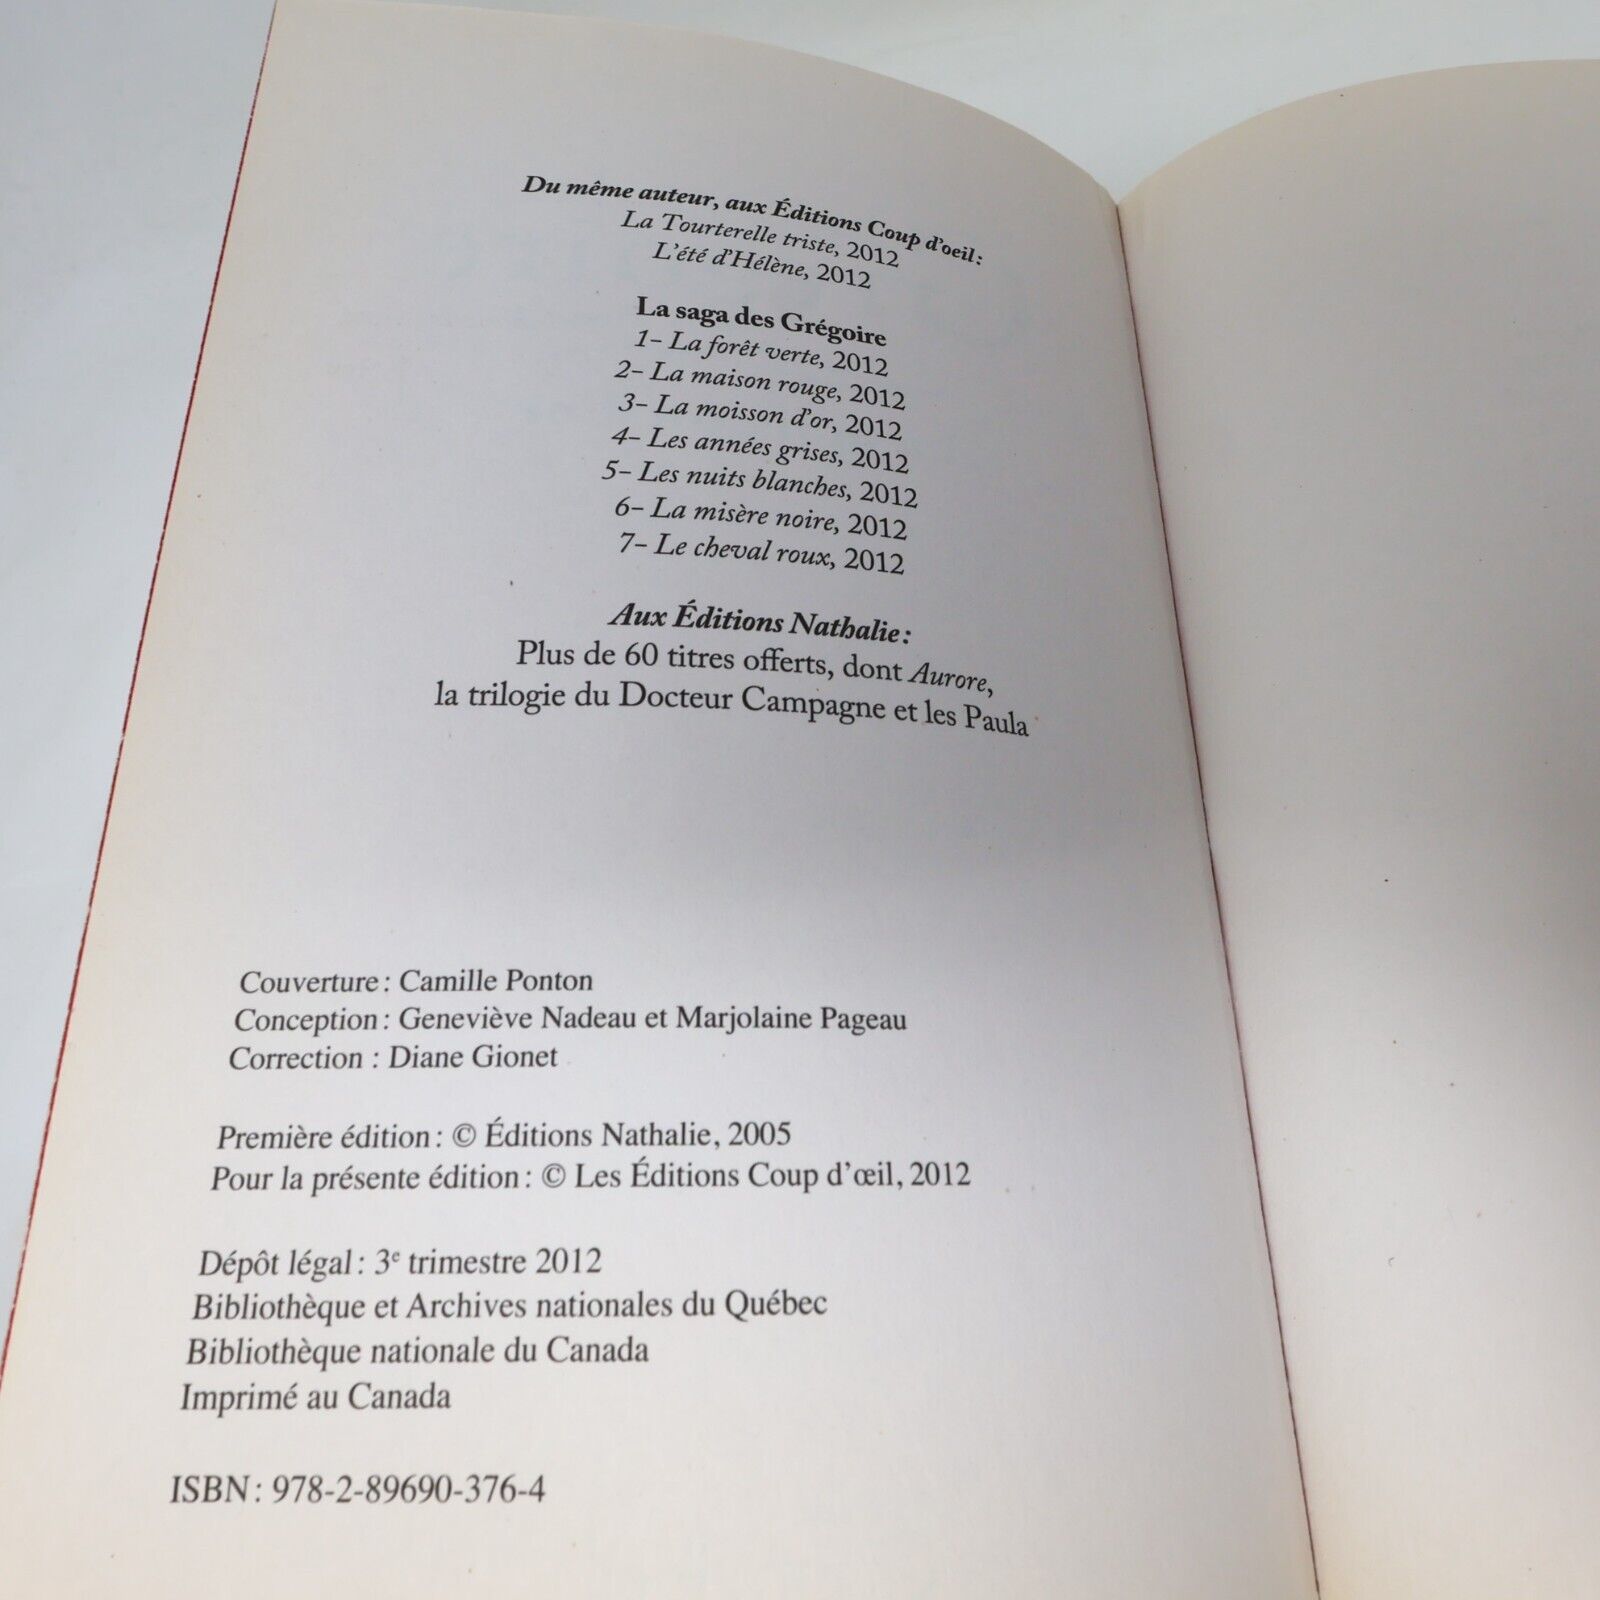 Du même auteur, aux Éditions Coup d'oeil :
La Tourterelle triste, 2012
L'été d'Hélène, 2012
La saga des Grégoire
1– La forêt verte, 2012
2– La maison rouge, 2012
3– La moisson d'or, 2012
4– Les années grises, 2012
5– Les nuits blanches, 2012
6– La misère noire, 2012
7– Le cheval roux, 2012
Aux Éditions Nathalie :
Plus de 60 titres offerts, dont Aurore,
la trilogie du Docteur Campagne et les Paula
Couverture : Camille Ponton
Conception : Geneviève Nadeau et Marjolaine Pageau
Correction : Diane Gionet
Première édition : © Éditions Nathalie, 2005
Pour la présente édition : © Les Éditions Coup d'œil, 2012
Dépôt légal : 3e trimestre 2012
Bibliothèque et Archives nationales du Québec
Bibliothèque nationale du Canada
Imprimé au Canada
ISBN : 978-2-89690-376-4